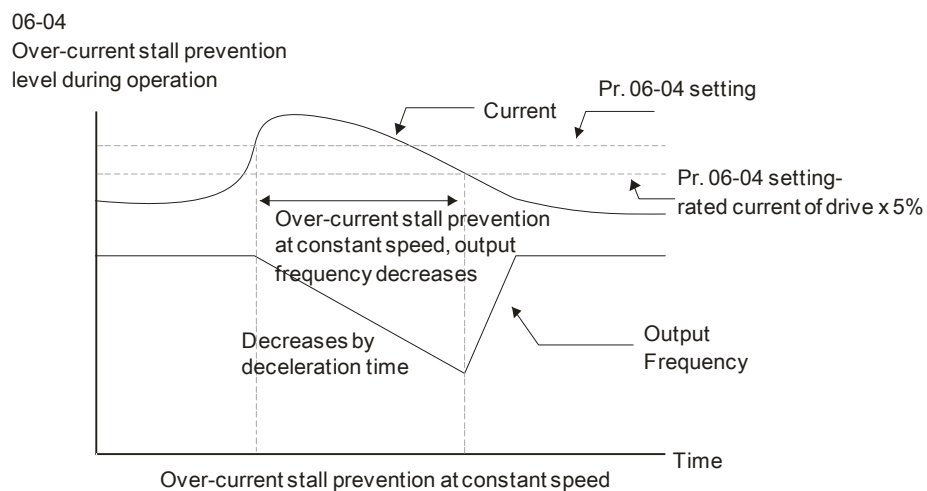 06-04
Over-current stall prevention
level during operation
Pr. 06-04 setting
Current
Pr. 06-04 setting-
rated current of drive x 5%
Over-current stall prevention
at constant speed, output
frequency decreases
Decreases by
deceleration time
Output
Frequency
Time
Over-current stall prevention at constant speed